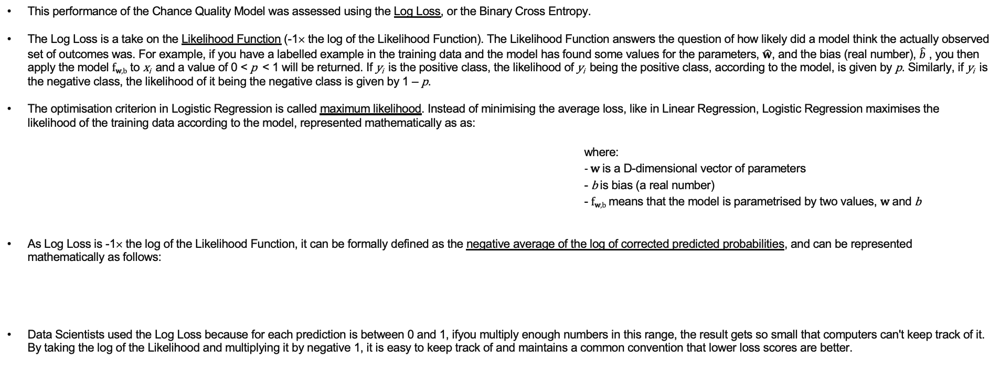 • This performance of the Chance Quality Model was assessed using the Log Loss, or the Binary Cross Entropy.
• The Log Loss is a take on the Likelihood Function (-1× the log of the Likelihood Function). The Likelihood Function answers the question of how likely did a model think the actually observed
set of outcomes was. For example, if you have a labelled example in the training data and the model has found some values for the parameters, ŵ, and the bias (real number), b̂ , you then
apply the model f_w,b to x_i and a value of 0 < p < 1 will be returned. If y_i is the positive class, the likelihood of y_i being the positive class, according to the model, is given by p. Similarly, if y_i is
the negative class, the likelihood of it being the negative class is given by 1 – p.
• The optimisation criterion in Logistic Regression is called maximum likelihood. Instead of minimising the average loss, like in Linear Regression, Logistic Regression maximises the
likelihood of the training data according to the model, represented mathematically as as:
where:
- w is a D-dimensional vector of parameters
- b is bias (a real number)
- f_w,b means that the model is parametrised by two values, w and b
• As Log Loss is -1× the log of the Likelihood Function, it can be formally defined as the negative average of the log of corrected predicted probabilities, and can be represented
mathematically as follows:
• Data Scientists used the Log Loss because for each prediction is between 0 and 1, ifyou multiply enough numbers in this range, the result gets so small that computers can't keep track of it.
By taking the log of the Likelihood and multiplying it by negative 1, it is easy to keep track of and maintains a common convention that lower loss scores are better.